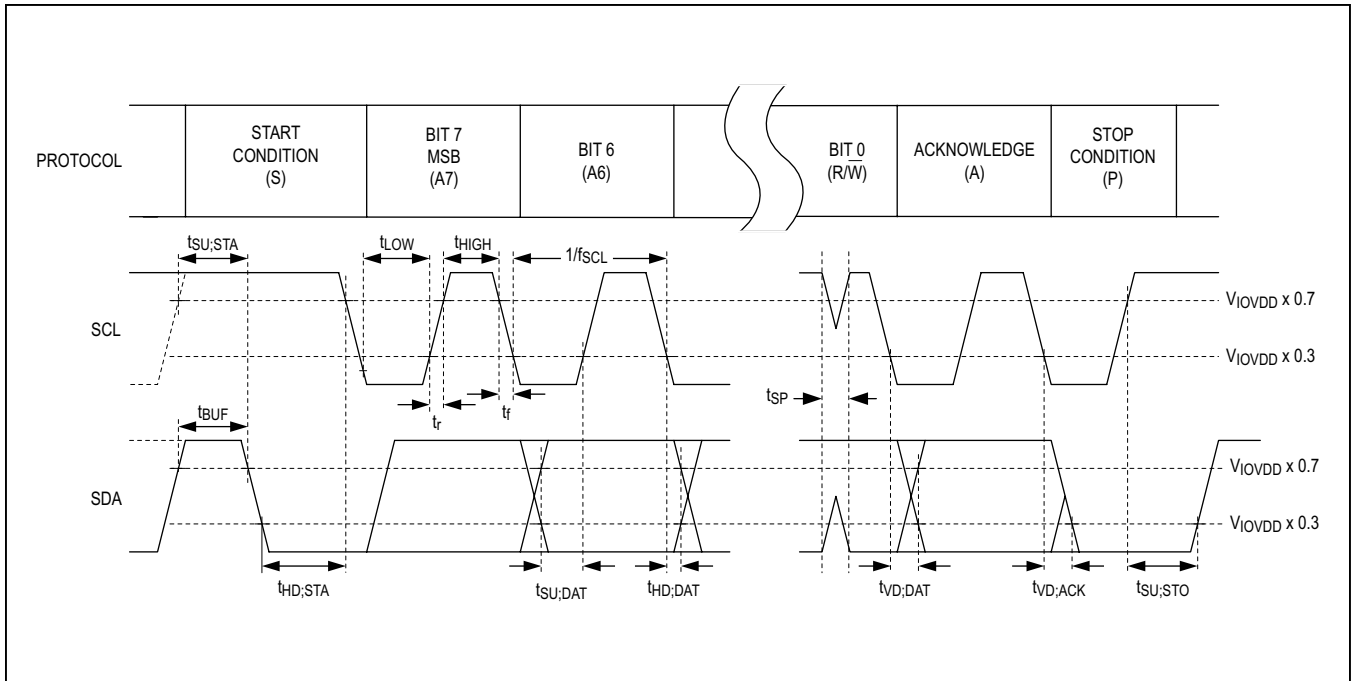 PROTOCOL
START
CONDITION
(S)
BIT 7
MSB
(A7)
BIT 6
(A6)
BIT 0
(R/W̅)
ACKNOWLEDGE
(A)
STOP
CONDITION
(P)
tSU;STA
tLOW
tHIGH
1/fSCL
SCL
VIOVDD x 0.7
VIOVDD x 0.3
tr
tf
tSP
tBUF
SDA
VIOVDD x 0.7
VIOVDD x 0.3
tHD;STA
tSU;DAT
tHD;DAT
tVD;DAT
tVD;ACK
tSU;STO